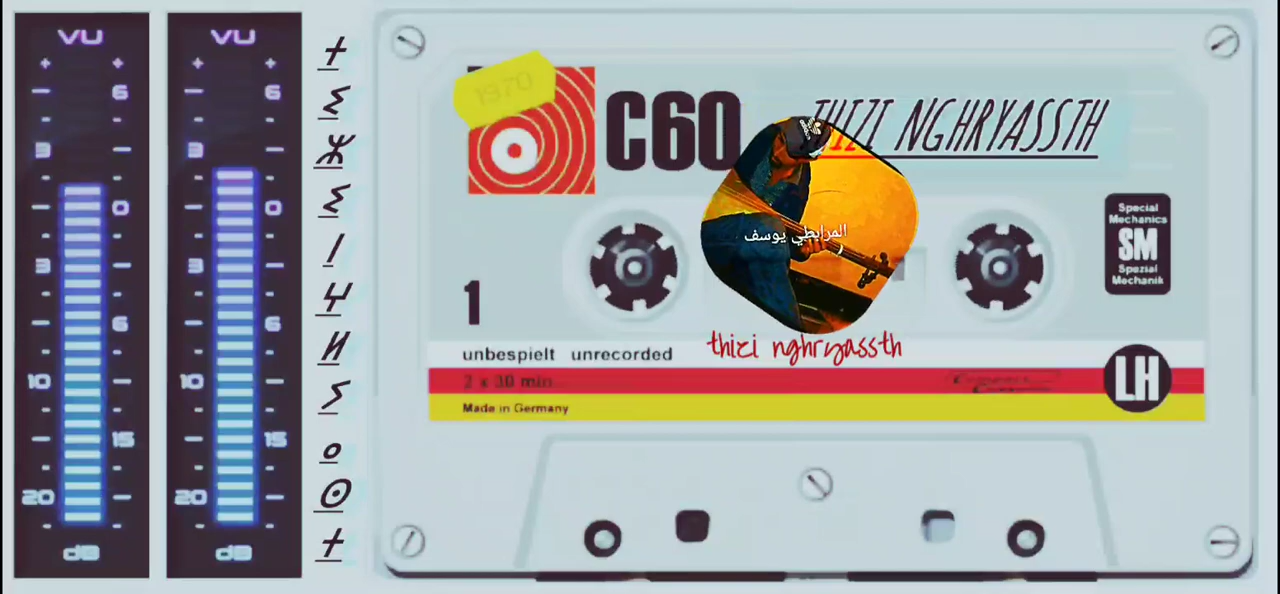 VU
+ +
6
3
0
3
6
10
15
20
dB
VU
+ +
6
3
0
3
6
10
15
20
dB
1970
C60
THIZI NGHRYASSTH
المرابطي يوسف
Special
Mechanics
SM
Spezial
Mechanik
1
thizi nghryassth
unbespielt unrecorded
2 x 30 min
LH
Made in Germany